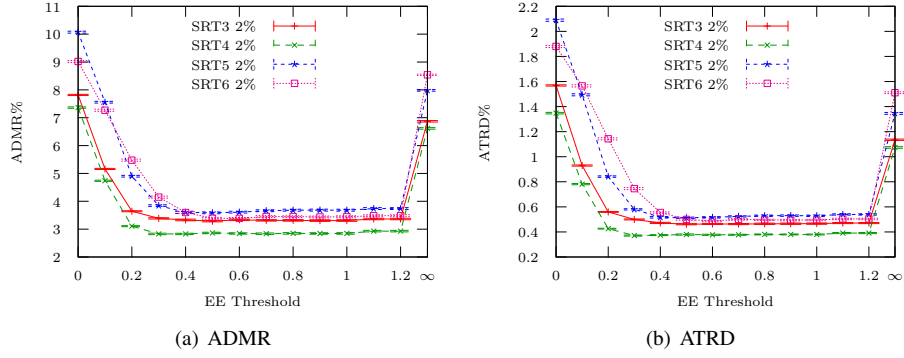 11
10
9
8
7
6
5
4
3
2
ADMR%
SRT3 2%
SRT4 2%
SRT5 2%
SRT6 2%
0 0.2 0.4 0.6 0.8 1 1.2 ∞
EE Threshold
(a) ADMR
2.2
2
1.8
1.6
1.4
1.2
1
0.8
0.6
0.4
0.2
ATRD%
SRT3 2%
SRT4 2%
SRT5 2%
SRT6 2%
0 0.2 0.4 0.6 0.8 1 1.2 ∞
EE Threshold
(b) ATRD